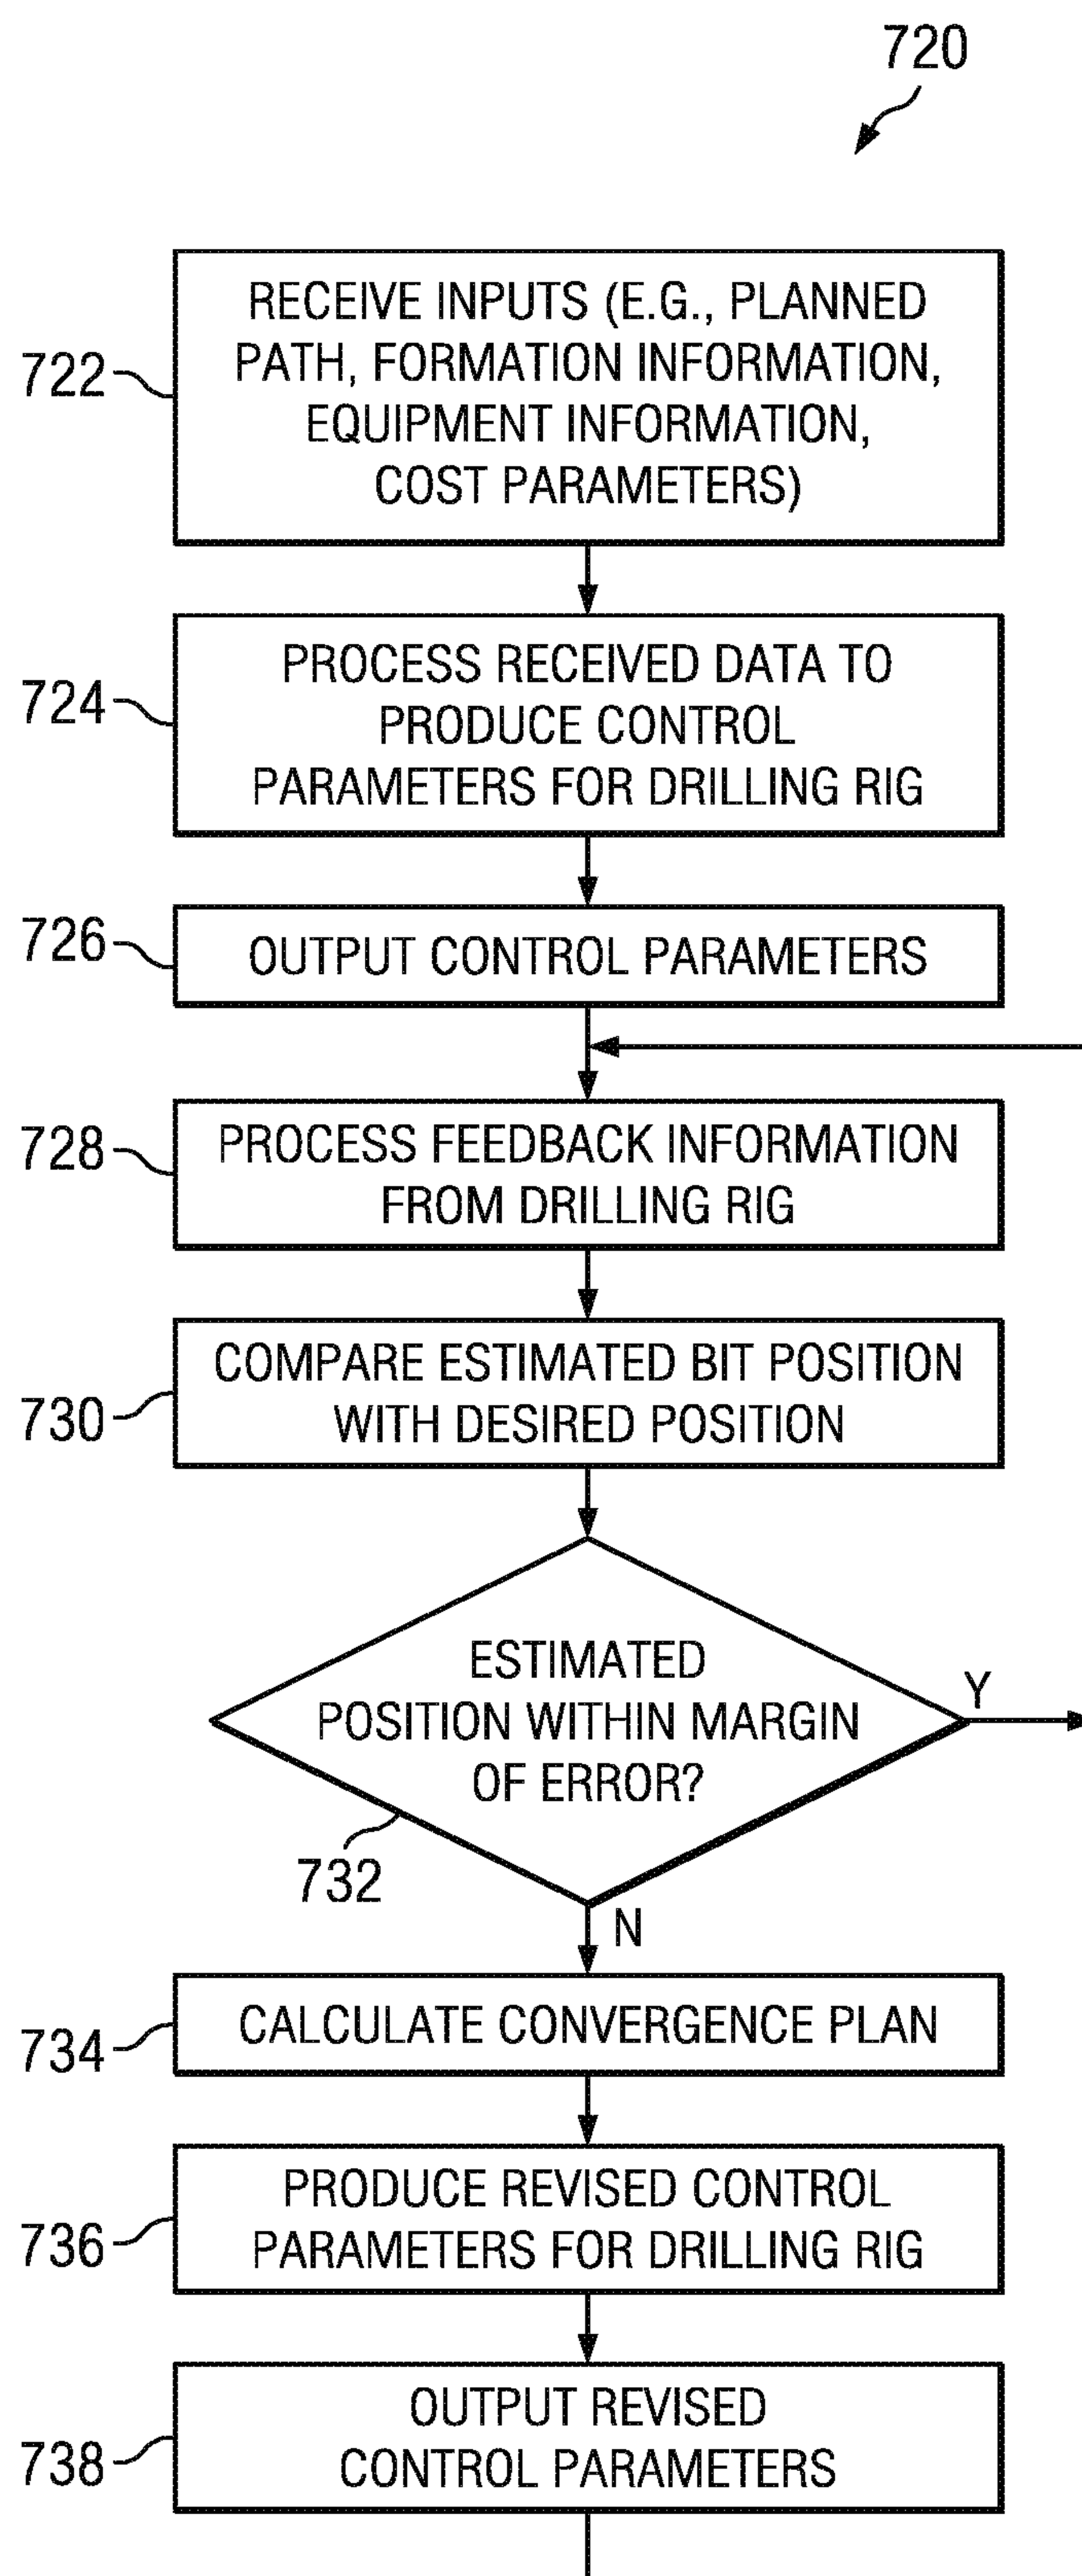 720
722
RECEIVE INPUTS (E.G., PLANNED
PATH, FORMATION INFORMATION,
EQUIPMENT INFORMATION,
COST PARAMETERS)
724
PROCESS RECEIVED DATA TO
PRODUCE CONTROL
PARAMETERS FOR DRILLING RIG
726
OUTPUT CONTROL PARAMETERS
728
PROCESS FEEDBACK INFORMATION
FROM DRILLING RIG
730
COMPARE ESTIMATED BIT POSITION
WITH DESIRED POSITION
ESTIMATED
POSITION WITHIN MARGIN
OF ERROR?
Y
732
N
734
CALCULATE CONVERGENCE PLAN
736
PRODUCE REVISED CONTROL
PARAMETERS FOR DRILLING RIG
738
OUTPUT REVISED
CONTROL PARAMETERS